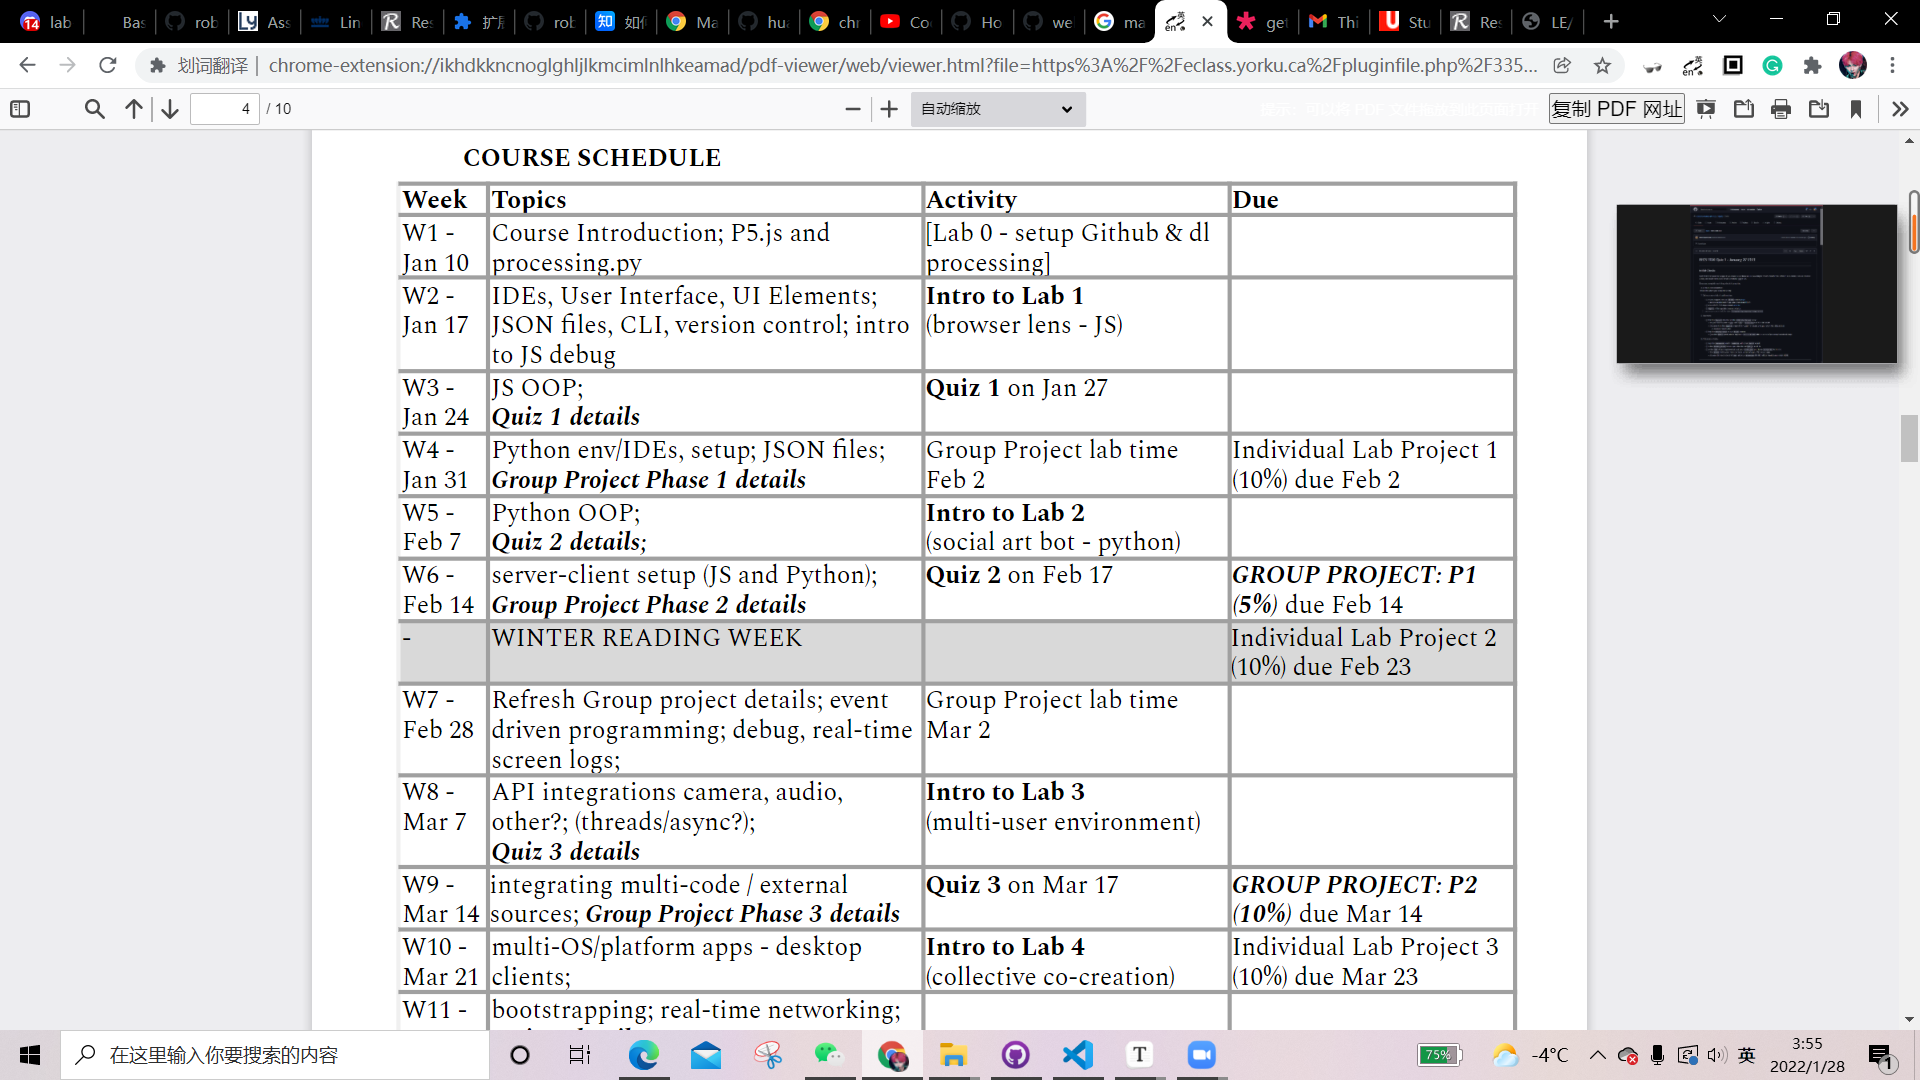 lab
Bas
rob
Ass
Lin
Res
扩展
rob
如何
Ma
hua
chr
Co
Ho
we
ma
get
Thi
Stu
Res
LE/
划词翻译
chrome-extension://ikhdkkncnoglghljlkmcimlnlhkeamad/pdf-viewer/web/viewer.html?file=https%3A%2F%2Feclass.yorku.ca%2Fpluginfile.php%2F335...
4 / 10
自动缩放
复制 PDF 网址
COURSE SCHEDULE
Week Topics Activity Due
W1 - Course Introduction; P5.js and [Lab 0 - setup Github & dl
Jan 10 processing.py processing]
W2 - IDEs, User Interface, UI Elements; Intro to Lab 1
Jan 17 JSON files, CLI, version control; intro (browser lens - JS)
to JS debug
W3 - JS OOP; Quiz 1 on Jan 27
Jan 24 Quiz 1 details
W4 - Python env/IDEs, setup; JSON files; Group Project lab time Individual Lab Project 1
Jan 31 Group Project Phase 1 details Feb 2 (10%) due Feb 2
W5 - Python OOP; Intro to Lab 2
Feb 7 Quiz 2 details; (social art bot - python)
W6 - server-client setup (JS and Python); Quiz 2 on Feb 17 GROUP PROJECT: P1
Feb 14 Group Project Phase 2 details (5%) due Feb 14
- WINTER READING WEEK Individual Lab Project 2
(10%) due Feb 23
W7 - Refresh Group project details; event Group Project lab time
Feb 28 driven programming; debug, real-time Mar 2
screen logs;
W8 - API integrations camera, audio, Intro to Lab 3
Mar 7 other?; (threads/async?); (multi-user environment)
Quiz 3 details
W9 - integrating multi-code / external Quiz 3 on Mar 17 GROUP PROJECT: P2
Mar 14 sources; Group Project Phase 3 details (10%) due Mar 14
W10 - multi-OS/platform apps - desktop Intro to Lab 4 Individual Lab Project 3
Mar 21 clients; (collective co-creation) (10%) due Mar 23
W11 - bootstrapping; real-time networking;
在这里输入你要搜索的内容
75%
-4°C
英
3:55
2022/1/28
1